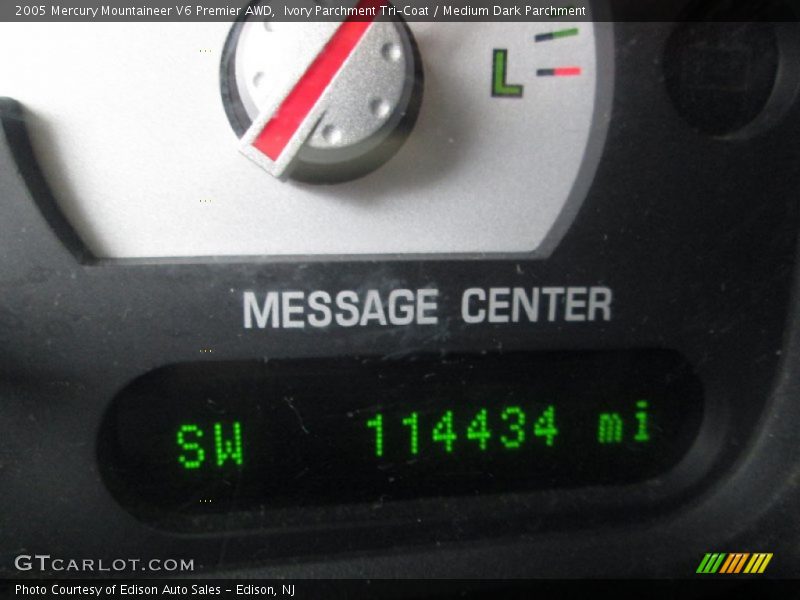 2005 Mercury Mountaineer V6 Premier AWD,  Ivory Parchment Tri-Coat / Medium Dark Parchment
L
MESSAGE CENTER
SW 114434 mi
GTCARLOT.COM
Photo Courtesy of Edison Auto Sales - Edison, NJ